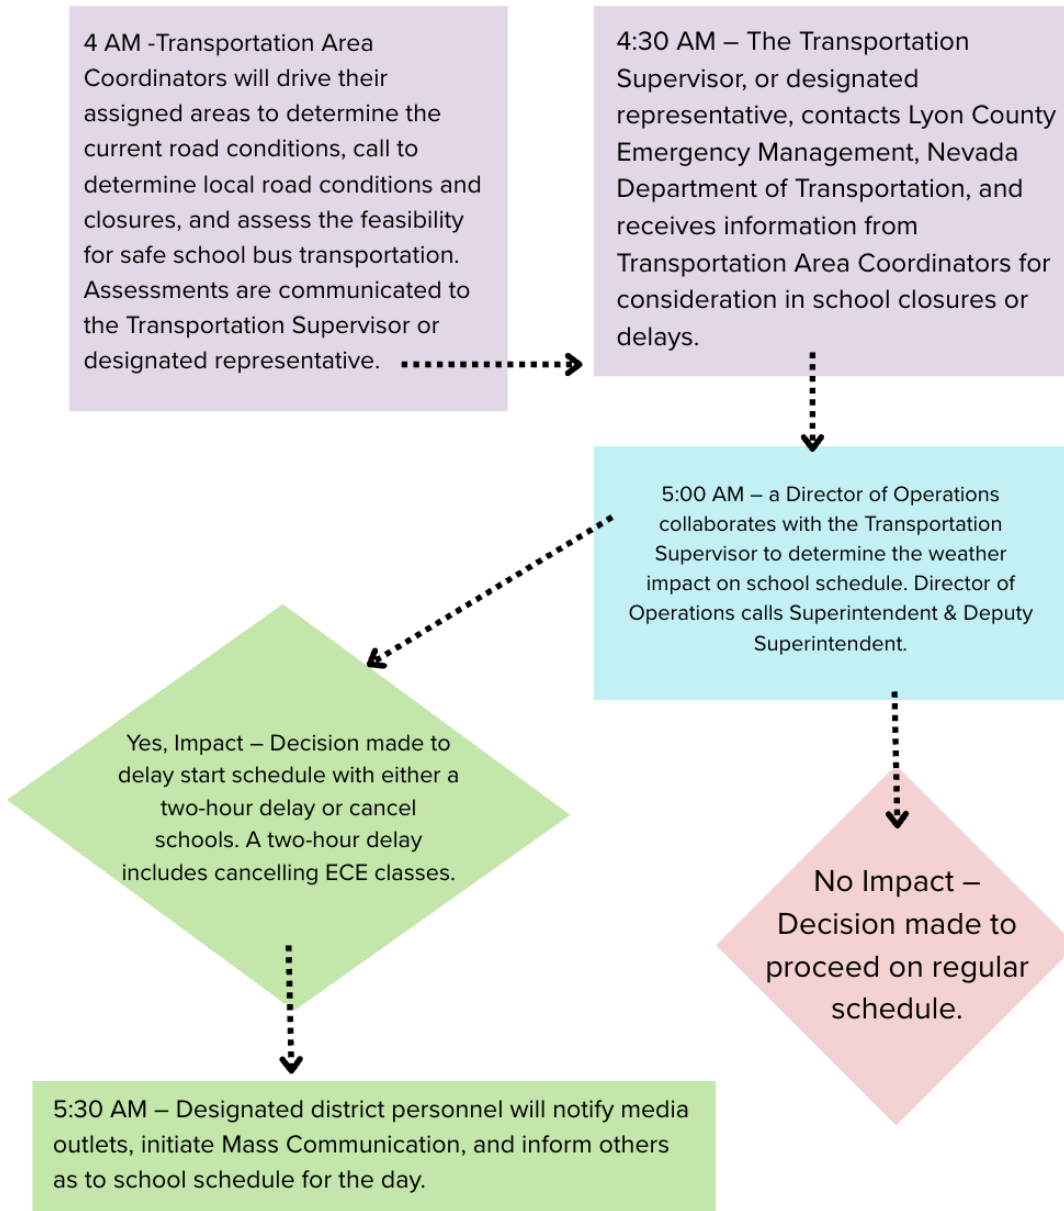 4 AM -Transportation Area
Coordinators will drive their
assigned areas to determine the
current road conditions, call to
determine local road conditions and
closures, and assess the feasibility
for safe school bus transportation.
Assessments are communicated to
the Transportation Supervisor or
designated representative.
4:30 AM – The Transportation
Supervisor, or designated
representative, contacts Lyon County
Emergency Management, Nevada
Department of Transportation, and
receives information from
Transportation Area Coordinators for
consideration in school closures or
delays.
5:00 AM – a Director of Operations
collaborates with the Transportation
Supervisor to determine the weather
impact on school schedule. Director of
Operations calls Superintendent & Deputy
Superintendent.
Yes, Impact – Decision made to
delay start schedule with either a
two-hour delay or cancel
schools. A two-hour delay
includes cancelling ECE classes.
No Impact –
Decision made to
proceed on regular
schedule.
5:30 AM – Designated district personnel will notify media
outlets, initiate Mass Communication, and inform others
as to school schedule for the day.